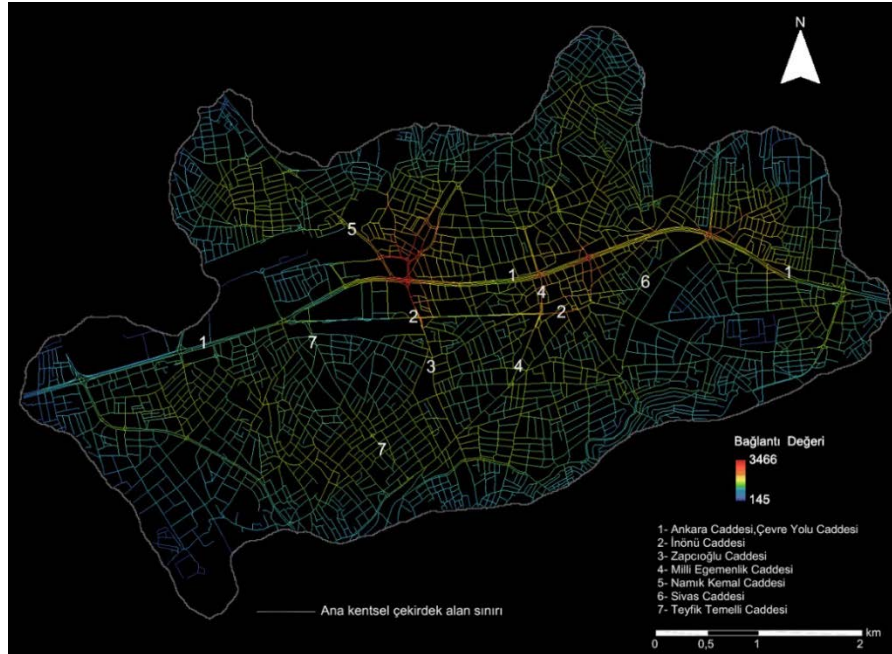 N
5
1
1
4
6
2
2
1
7
3
4
7
Bağlantı Değeri
3466
145
1- Ankara Caddesi,Çevre Yolu Caddesi
2- İnönü Caddesi
3- Zapcıoğlu Caddesi
4- Milli Egemenlik Caddesi
5- Namık Kemal Caddesi
6- Sivas Caddesi
7- Teyfik Temelli Caddesi
Ana kentsel çekirdek alan sınırı
km
0 0,5 1 2